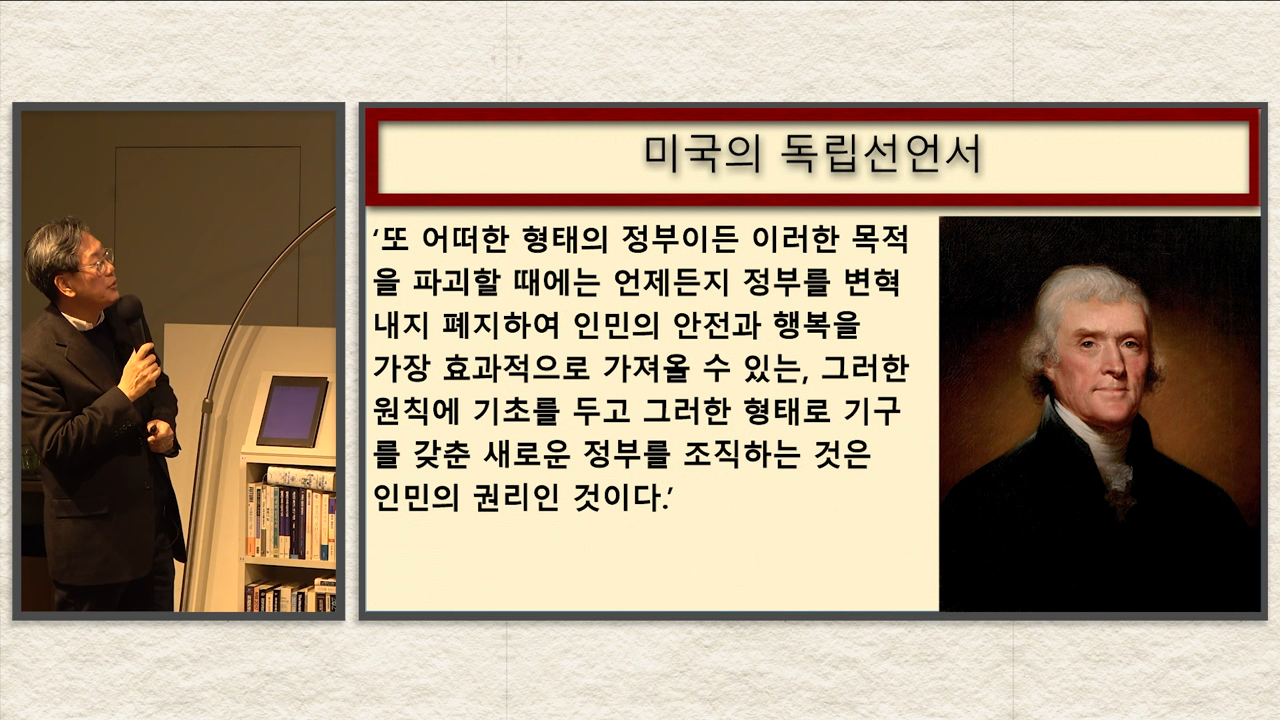 미국의 독립선언서
‘또 어떠한 형태의 정부이든 이러한 목적
을 파괴할 때에는 언제든지 정부를 변혁
내지 폐지하여 인민의 안전과 행복을
가장 효과적으로 가져올 수 있는, 그러한
원칙에 기초를 두고 그러한 형태로 기구
를 갖춘 새로운 정부를 조직하는 것은
인민의 권리인 것이다.’